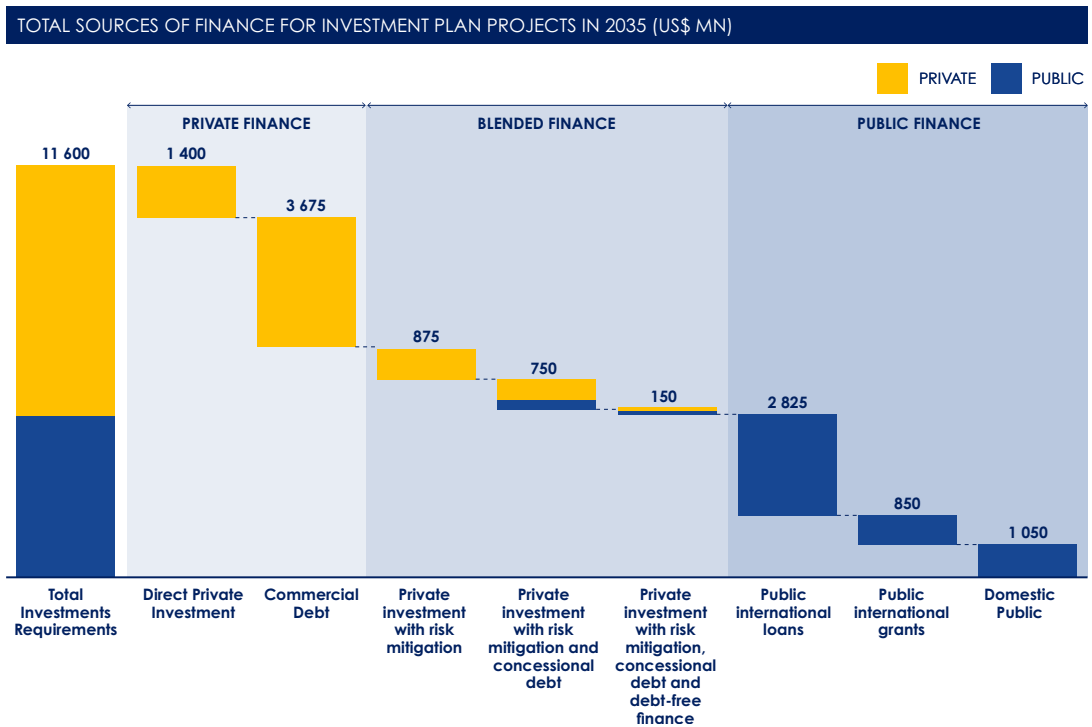 TOTAL SOURCES OF FINANCE FOR INVESTMENT PLAN PROJECTS IN 2035 (US$ MN)
PRIVATE
PUBLIC
PRIVATE FINANCE
BLENDED FINANCE
PUBLIC FINANCE
11 600
1 400
3 675
875
750
150
2 825
850
1 050
Total
Investments
Requirements
Direct Private
Investment
Commercial
Debt
Private
investment
with risk
mitigation
Private
investment
with risk
mitigation and
concessional
debt
Private
investment
with risk
mitigation,
concessional
debt and
debt-free
finance
Public
international
loans
Public
international
grants
Domestic
Public